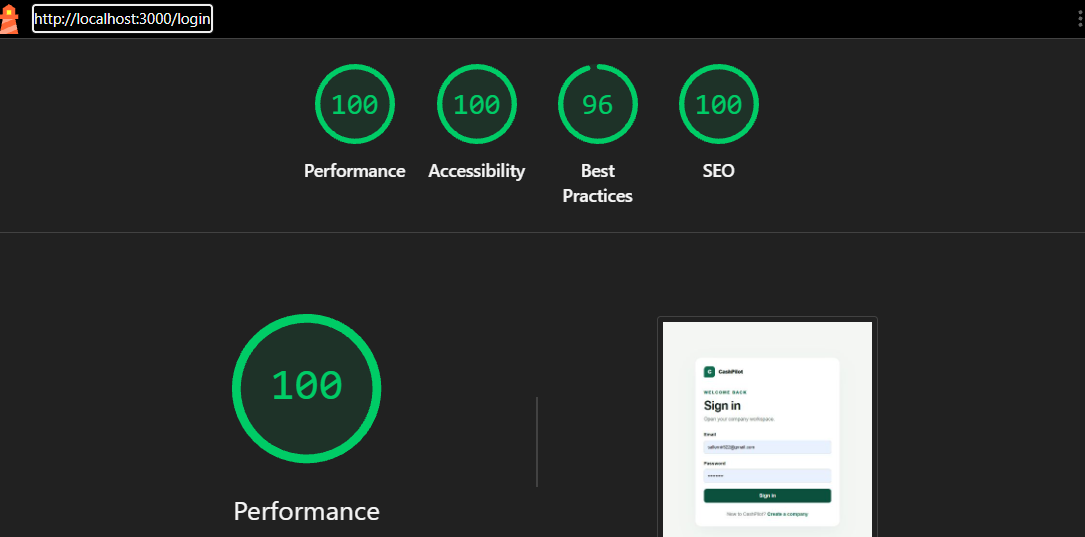 http://localhost:3000/login
100
100
96
100
Performance
Accessibility
Best
Practices
SEO
100
Performance
C CashPilot
WELCOME BACK
Sign in
Open your company workspace.
Email
Password
Sign in
New to CashPilot? Create a company